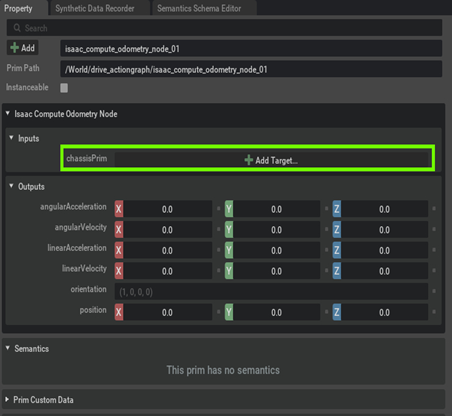 Property Synthetic Data Recorder Semantics Schema Editor
Search
Add isaac_compute_odometry_node_01
Prim Path /World/drive_actiongraph/isaac_compute_odometry_node_01
Instanceable
Isaac Compute Odometry Node
Inputs
chassisPrim Add Target...
Outputs
angularAcceleration X 0.0 Y 0.0 Z 0.0
angularVelocity X 0.0 Y 0.0 Z 0.0
linearAcceleration X 0.0 Y 0.0 Z 0.0
linearVelocity X 0.0 Y 0.0 Z 0.0
orientation (1, 0, 0, 0)
position X 0.0 Y 0.0 Z 0.0
Semantics
This prim has no semantics
Prim Custom Data